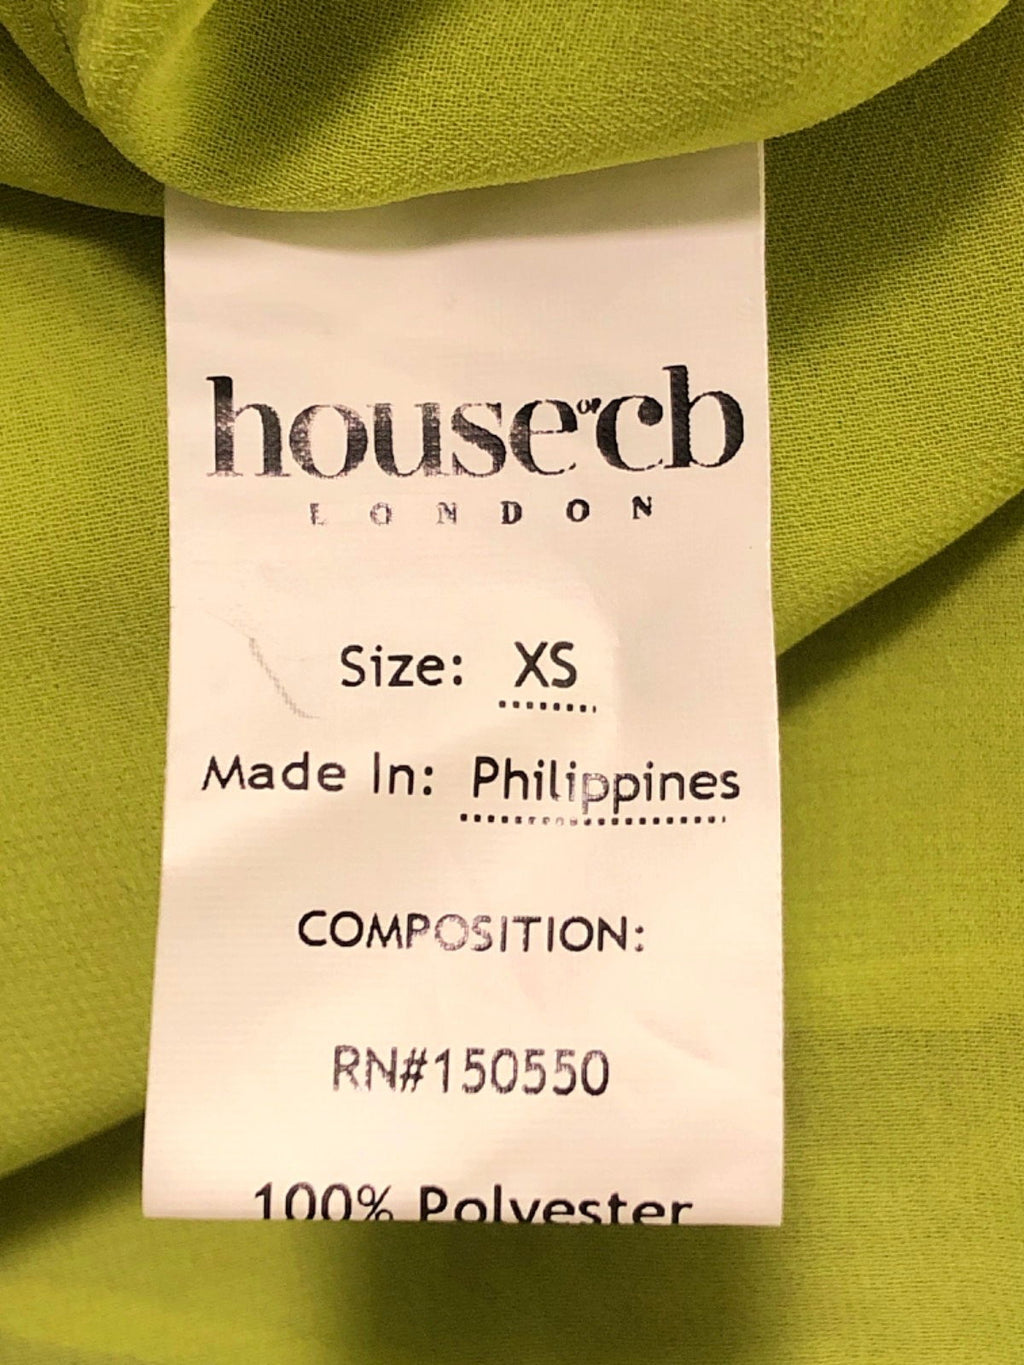 house OF cb
LONDON
Size: XS
Made In: Philippines
COMPOSITION:
RN#150550
100% Polyester